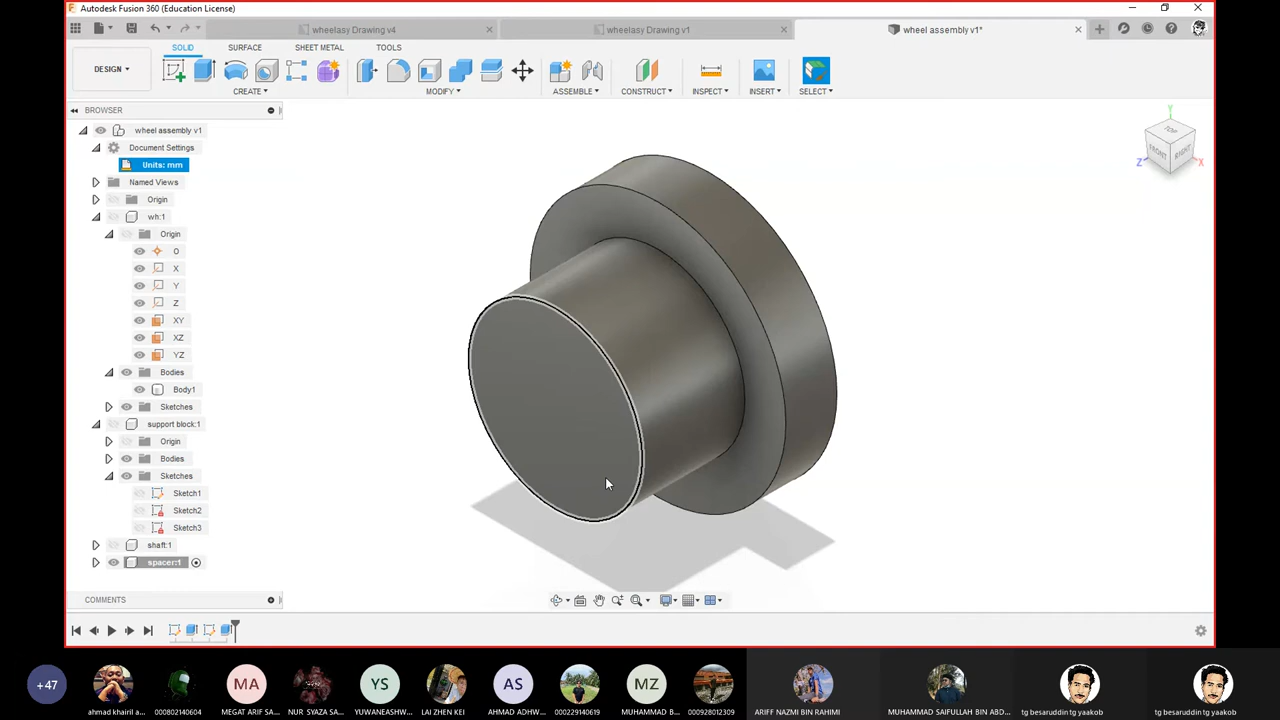 Autodesk Fusion 360 (Education License)
wheelasy Drawing v4
wheelasy Drawing v1
wheel assembly v1*
SOLID
SURFACE
SHEET METAL
TOOLS
DESIGN
CREATE
MODIFY
ASSEMBLE
CONSTRUCT
INSPECT
INSERT
SELECT
BROWSER
wheel assembly v1
Document Settings
Units: mm
Named Views
Origin
wh:1
Origin
O
X
Y
Z
XY
XZ
YZ
Bodies
Body1
Sketches
support block:1
Origin
Bodies
Sketches
Sketch1
Sketch2
Sketch3
shaft:1
spacer:1
TOP
FRONT
RIGHT
Y
Z
X
COMMENTS
+47
MA
YS
AS
MZ
ahmad khairil a...
000802140604
MEGAT ARIF SA...
NUR SYAZA SA...
YUWANEASHW...
LAI ZHEN KEI
AHMAD ADHW...
000229140619
MUHAMMAD B...
000928012309
ARIFF NAZMI BIN RAHIMI
MUHAMMAD SAIFULLAH BIN ABD...
tg besaruddin tg yaakob
tg besaruddin tg yaakob